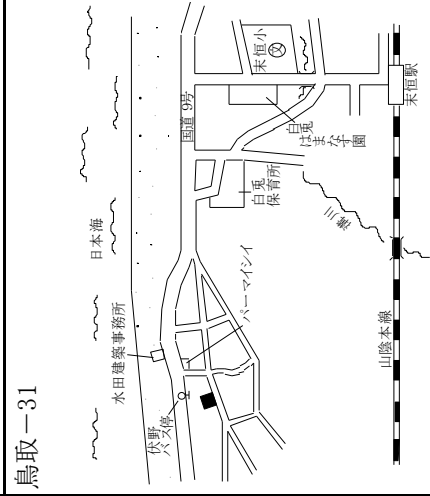 鳥取－31
日本海
水田建築事務所
伏野
バス停
パーマイシイ
国道 9号
白兎
保育所
末恒小
文
白兎
はまなす園
三津
山陰本線
末恒駅